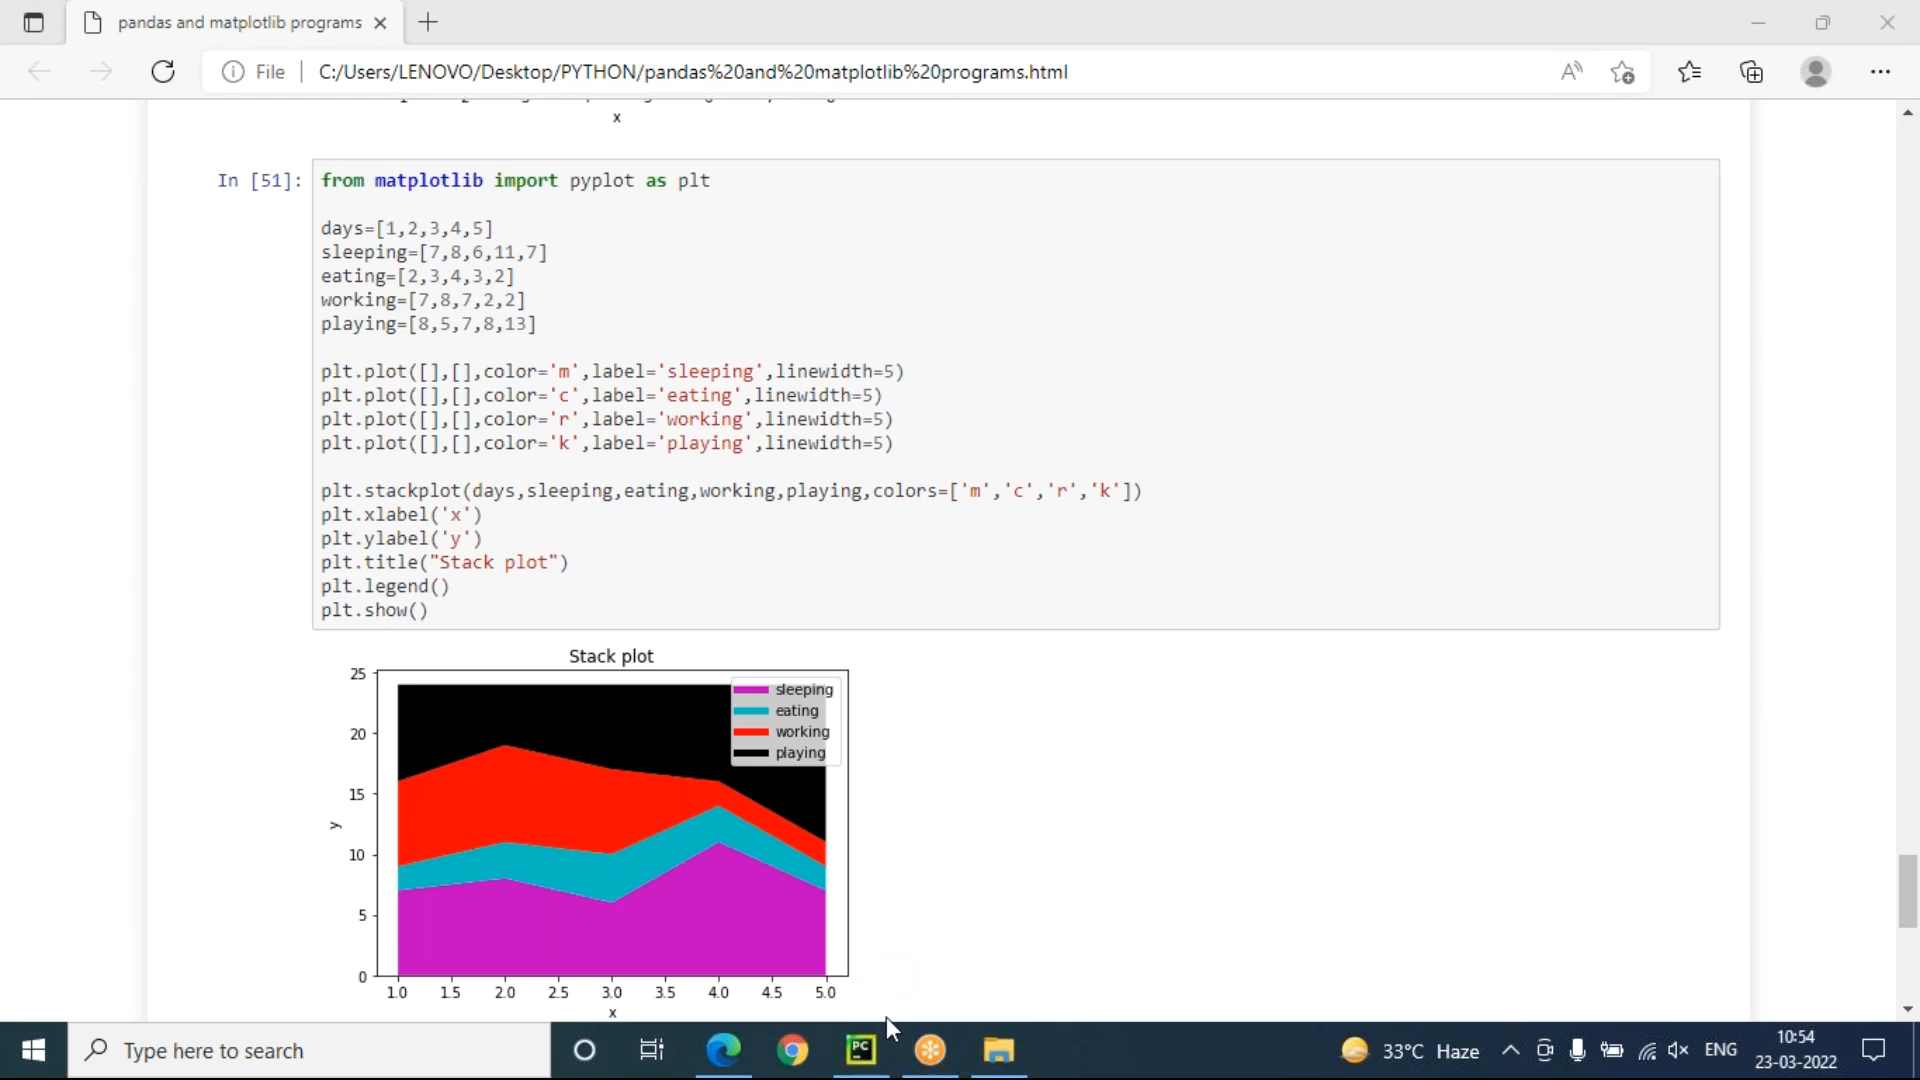 pandas and matplotlib programs
File
C:/Users/LENOVO/Desktop/PYTHON/pandas%20and%20matplotlib%20programs.html
x
In [51]:
from matplotlib import pyplot as plt
days=[1,2,3,4,5]
sleeping=[7,8,6,11,7]
eating=[2,3,4,3,2]
working=[7,8,7,2,2]
playing=[8,5,7,8,13]
plt.plot([],[],color='m',label='sleeping',linewidth=5)
plt.plot([],[],color='c',label='eating',linewidth=5)
plt.plot([],[],color='r',label='working',linewidth=5)
plt.plot([],[],color='k',label='playing',linewidth=5)
plt.stackplot(days,sleeping,eating,working,playing,colors=['m','c','r','k'])
plt.xlabel('x')
plt.ylabel('y')
plt.title("Stack plot")
plt.legend()
plt.show()
Stack plot
25
20
15
10
5
0
y
sleeping
eating
working
playing
1.0 1.5 2.0 2.5 3.0 3.5 4.0 4.5 5.0
x
Type here to search
PC
33°C Haze
ENG
10:54
23-03-2022